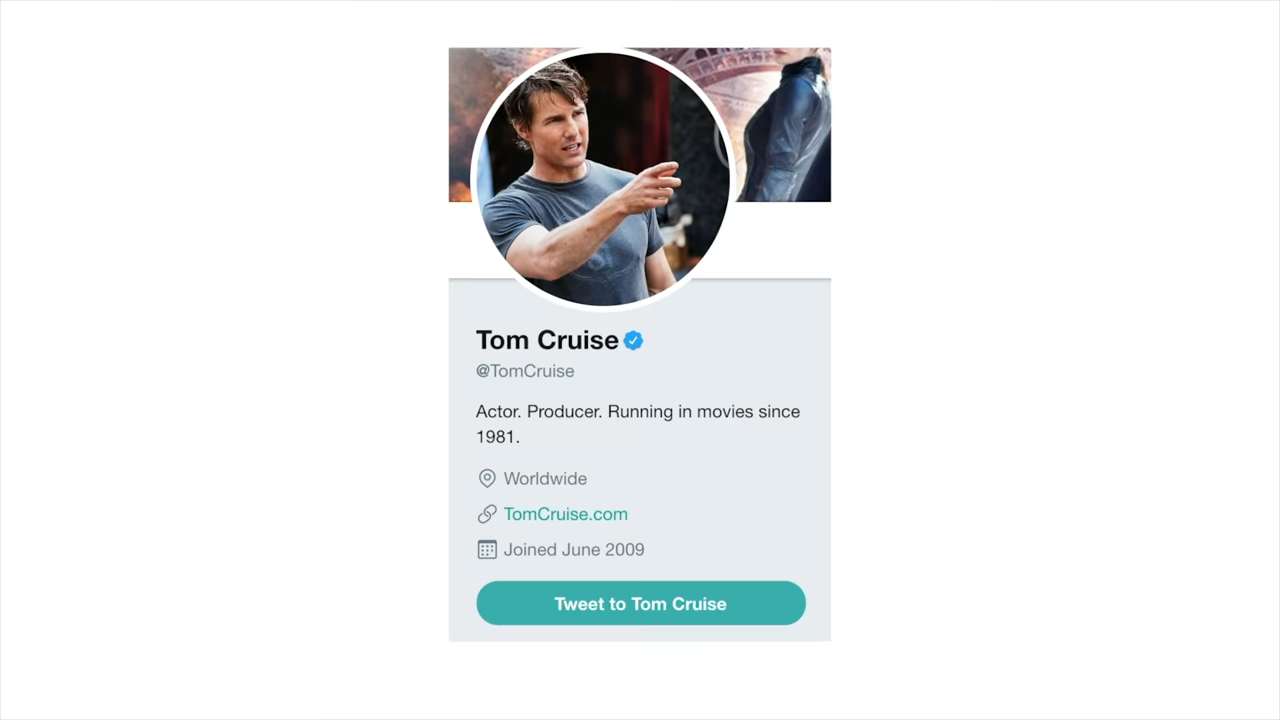 Tom Cruise
@TomCruise
Actor. Producer. Running in movies since
1981.
Worldwide
TomCruise.com
Joined June 2009
Tweet to Tom Cruise